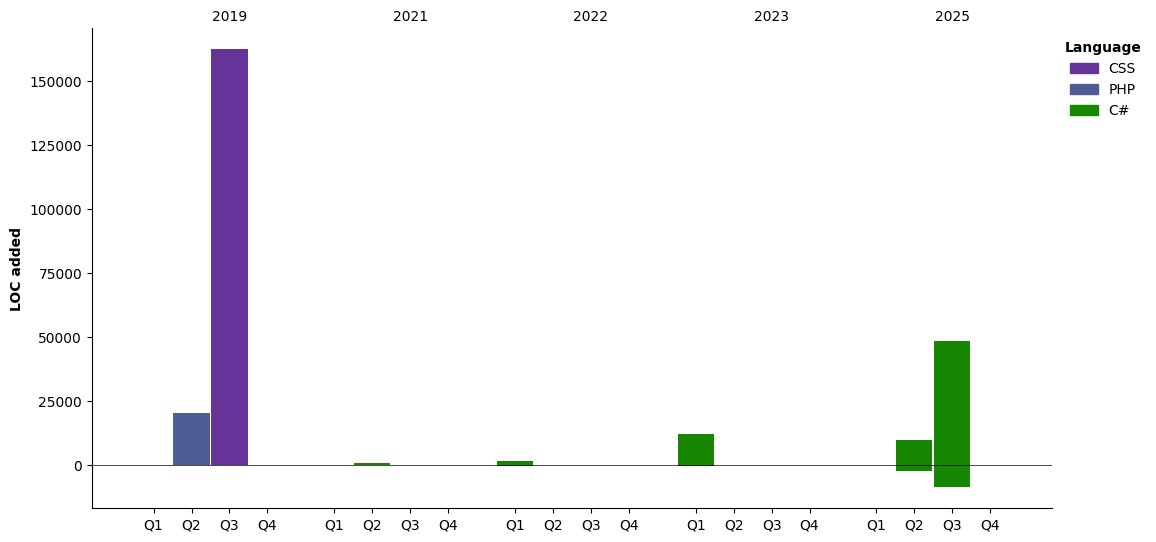 2019 2021 2022 2023 2025
Language
CSS
PHP
C#
LOC added
150000
125000
100000
75000
50000
25000
0
Q1 Q2 Q3 Q4 Q1 Q2 Q3 Q4 Q1 Q2 Q3 Q4 Q1 Q2 Q3 Q4 Q1 Q2 Q3 Q4